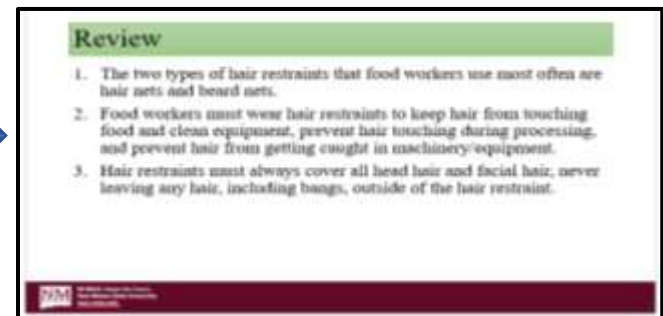 Review
1. The two types of hair restraints that food workers use most often are
hair nets and beard nets.
2. Food workers must wear hair restraints to keep hair from touching
food and clean equipment, prevent hair touching during processing,
and prevent hair from getting caught in machinery/equipment.
3. Hair restraints must always cover all head hair and facial hair, never
leaving any hair, including bangs, outside of the hair restraint.